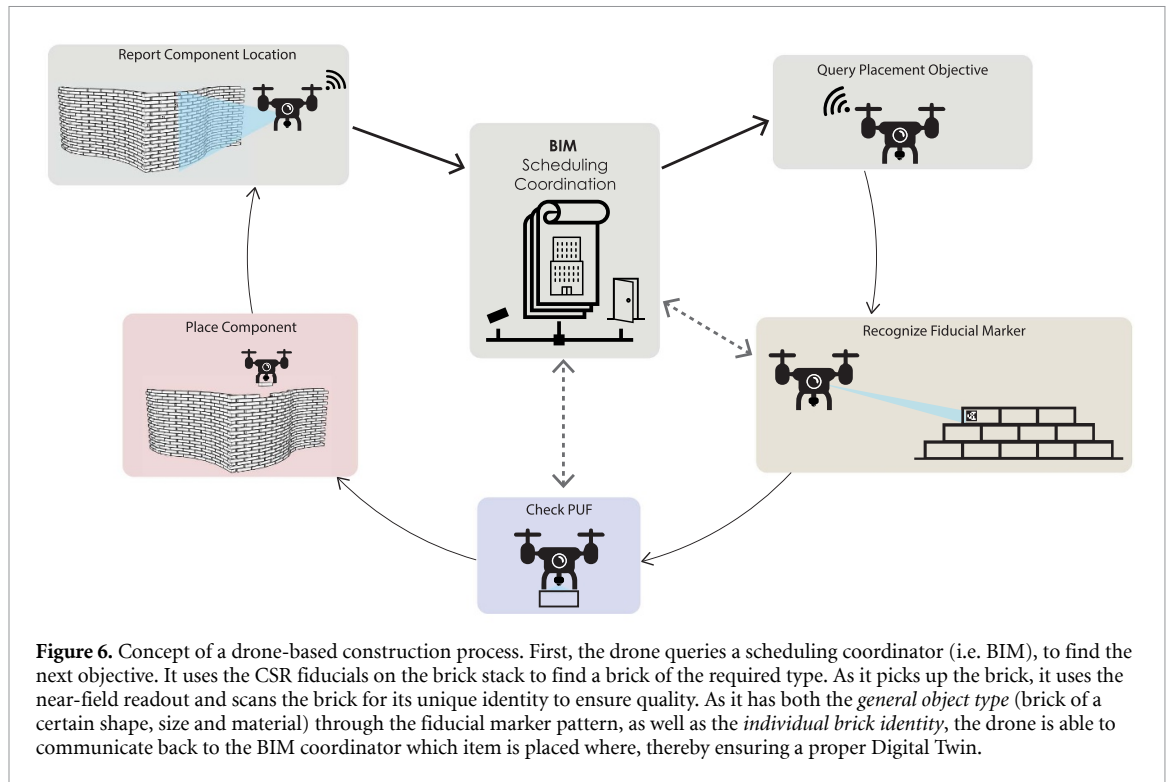 Report Component Location
Query Placement Objective
BIM
Scheduling
Coordination
Place Component
Recognize Fiducial Marker
Check PUF
Figure 6. Concept of a drone-based construction process. First, the drone queries a scheduling coordinator (i.e. BIM), to find the
next objective. It uses the CSR fiducials on the brick stack to find a brick of the required type. As it picks up the brick, it uses the
near-field readout and scans the brick for its unique identity to ensure quality. As it has both the general object type (brick of a
certain shape, size and material) through the fiducial marker pattern, as well as the individual brick identity, the drone is able to
communicate back to the BIM coordinator which item is placed where, thereby ensuring a proper Digital Twin.